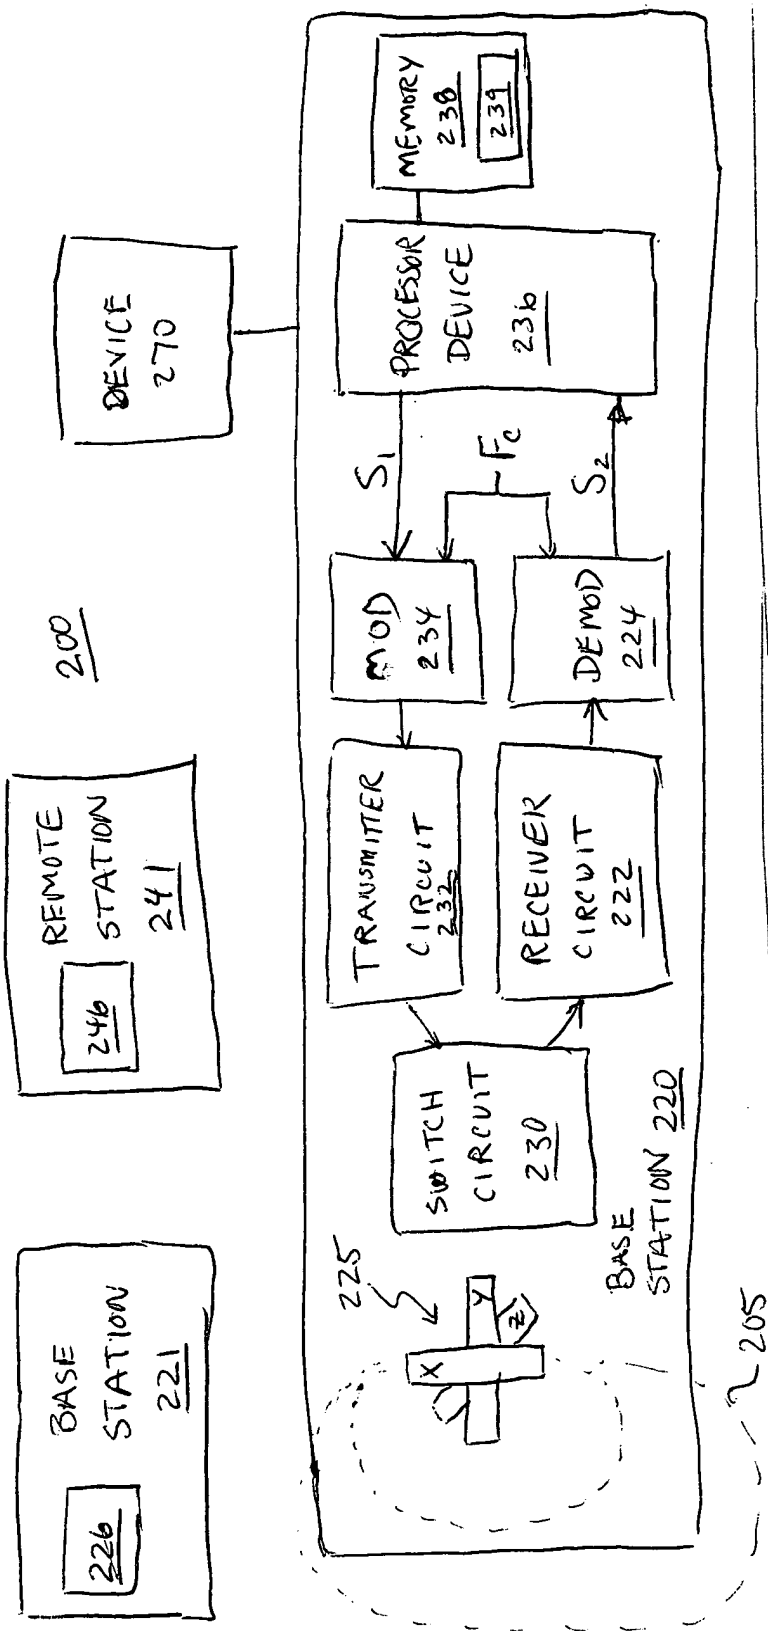 BASE
STATION
221
226
REMOTE
STATION
241
246
200
DEVICE
270
225
X
Y
Z
SWITCH
CIRCUIT
230
TRANSMITTER
CIRCUIT
232
MOD
234
S1
PROCESSOR
DEVICE
236
MEMORY
238
239
Fc
RECEIVER
CIRCUIT
222
DEMOD
224
S2
BASE
STATION 220
205